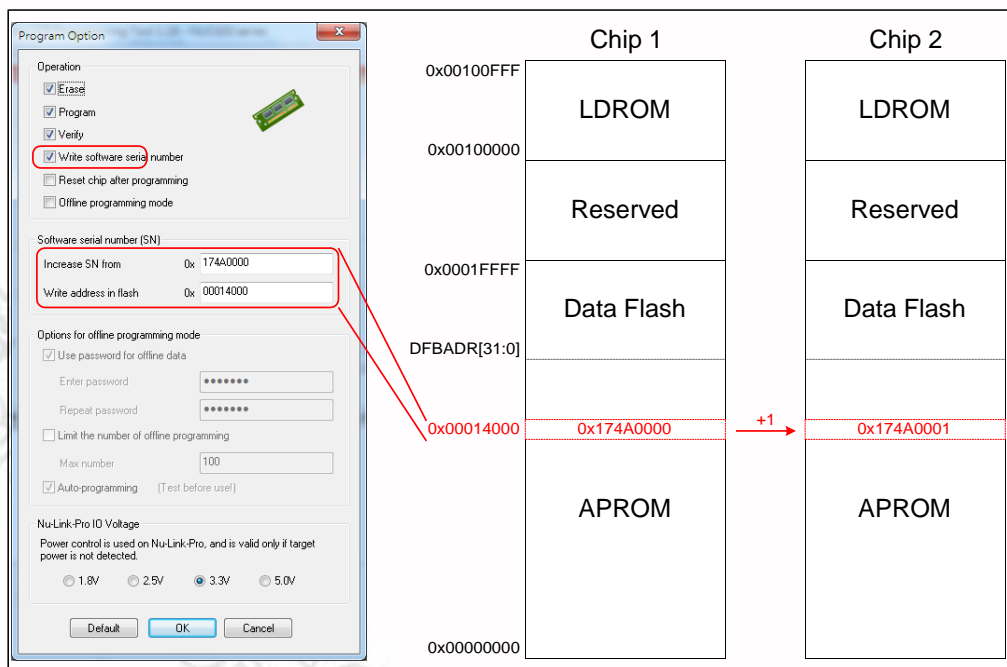 Program Option
Operation
Erase
Program
Verify
Write software serial number
Reset chip after programming
Offline programming mode
Software serial number (SN)
Increase SN from 0x 174A0000
Write address in flash 0x 00014000
Options for offline programming mode
Use password for offline data
Enter password •••••••
Repeat password •••••••
Limit the number of offline programming
Max number 100
Auto-programming (Test before use!)
Nu-Link-Pro IO Voltage
Power control is used on Nu-Link-Pro, and is valid only if target
power is not detected.
1.8V 2.5V 3.3V 5.0V
Default OK Cancel
Chip 1 Chip 2
0x00100FFF
LDROM LDROM
0x00100000
Reserved Reserved
0x0001FFFF
Data Flash Data Flash
DFBADR[31:0]
0x00014000 0x174A0000 +1 0x174A0001
APROM APROM
0x00000000